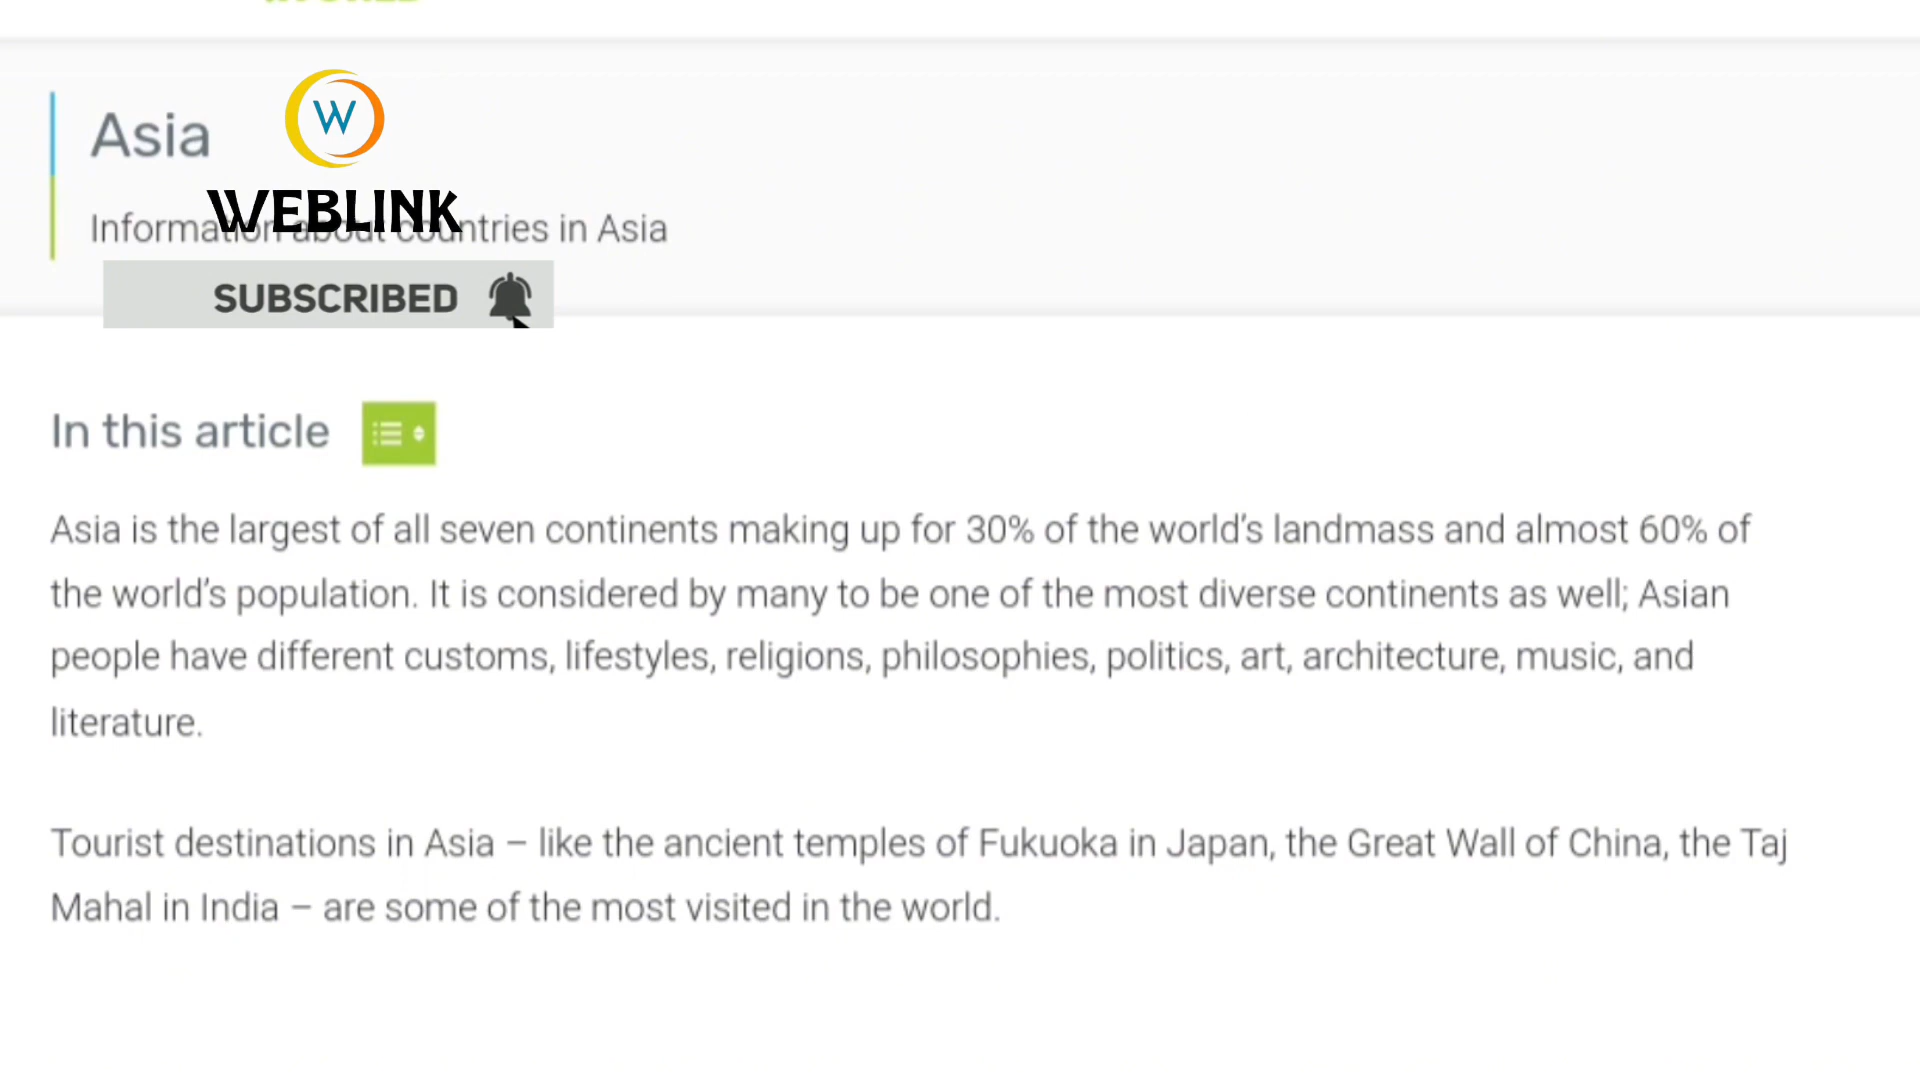 Asia
W
WEBLINK
Information about countries in Asia
SUBSCRIBED
In this article
Asia is the largest of all seven continents making up for 30% of the world’s landmass and almost 60% of
the world’s population. It is considered by many to be one of the most diverse continents as well; Asian
people have different customs, lifestyles, religions, philosophies, politics, art, architecture, music, and
literature.
Tourist destinations in Asia – like the ancient temples of Fukuoka in Japan, the Great Wall of China, the Taj
Mahal in India – are some of the most visited in the world.